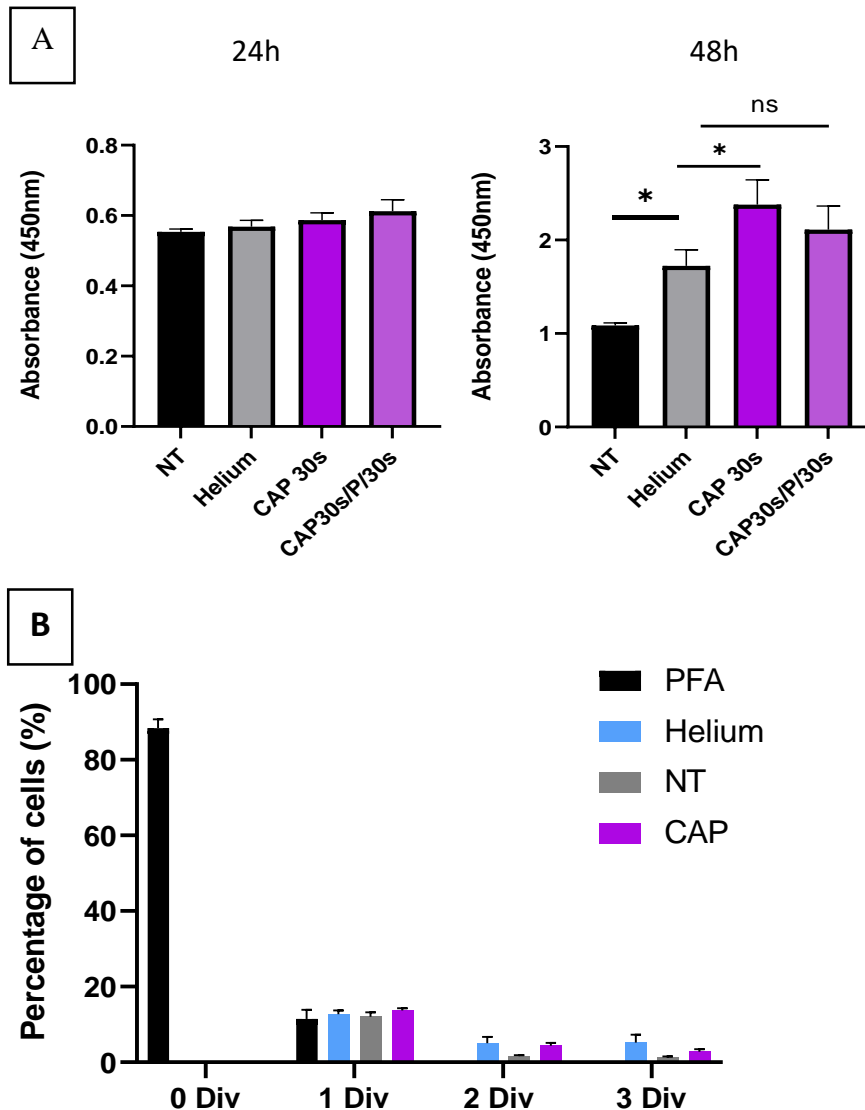 A
24h
48h
Absorbance (450nm)
0.8
0.6
0.4
0.2
0.0
NT
Helium
CAP 30s
CAP30s/P/30s
Absorbance (450nm)
3
2
1
0
*
*
ns
NT
Helium
CAP 30s
CAP30s/P/30s
B
Percentage of cells (%)
100
80
60
40
20
0
0 Div
1 Div
2 Div
3 Div
PFA
Helium
NT
CAP